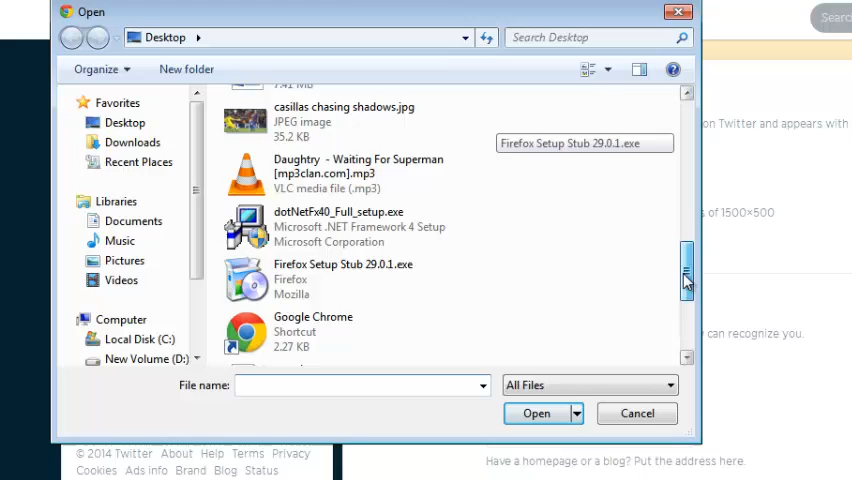 Open
Search
Desktop
Search Desktop
Organize
New folder
Favorites
Desktop
Downloads
Recent Places
Libraries
Documents
Music
Pictures
Videos
Computer
Local Disk (C:)
New Volume (D:)
7.41 MB
casillas chasing shadows.jpg
JPEG image
35.2 KB
Daughtry - Waiting For Superman
[mp3clan.com].mp3
VLC media file (.mp3)
dotNetFx40_Full_setup.exe
Microsoft .NET Framework 4 Setup
Microsoft Corporation
Firefox Setup Stub 29.0.1.exe
Firefox
Mozilla
Google Chrome
Shortcut
2.27 KB
Firefox Setup Stub 29.0.1.exe
File name:
All Files
Open
Cancel
on Twitter and appears with
s of 1500×500
can recognize you.
Have a homepage or a blog? Put the address here.
© 2014 Twitter About Help Terms Privacy
Cookies Ads info Brand Blog Status